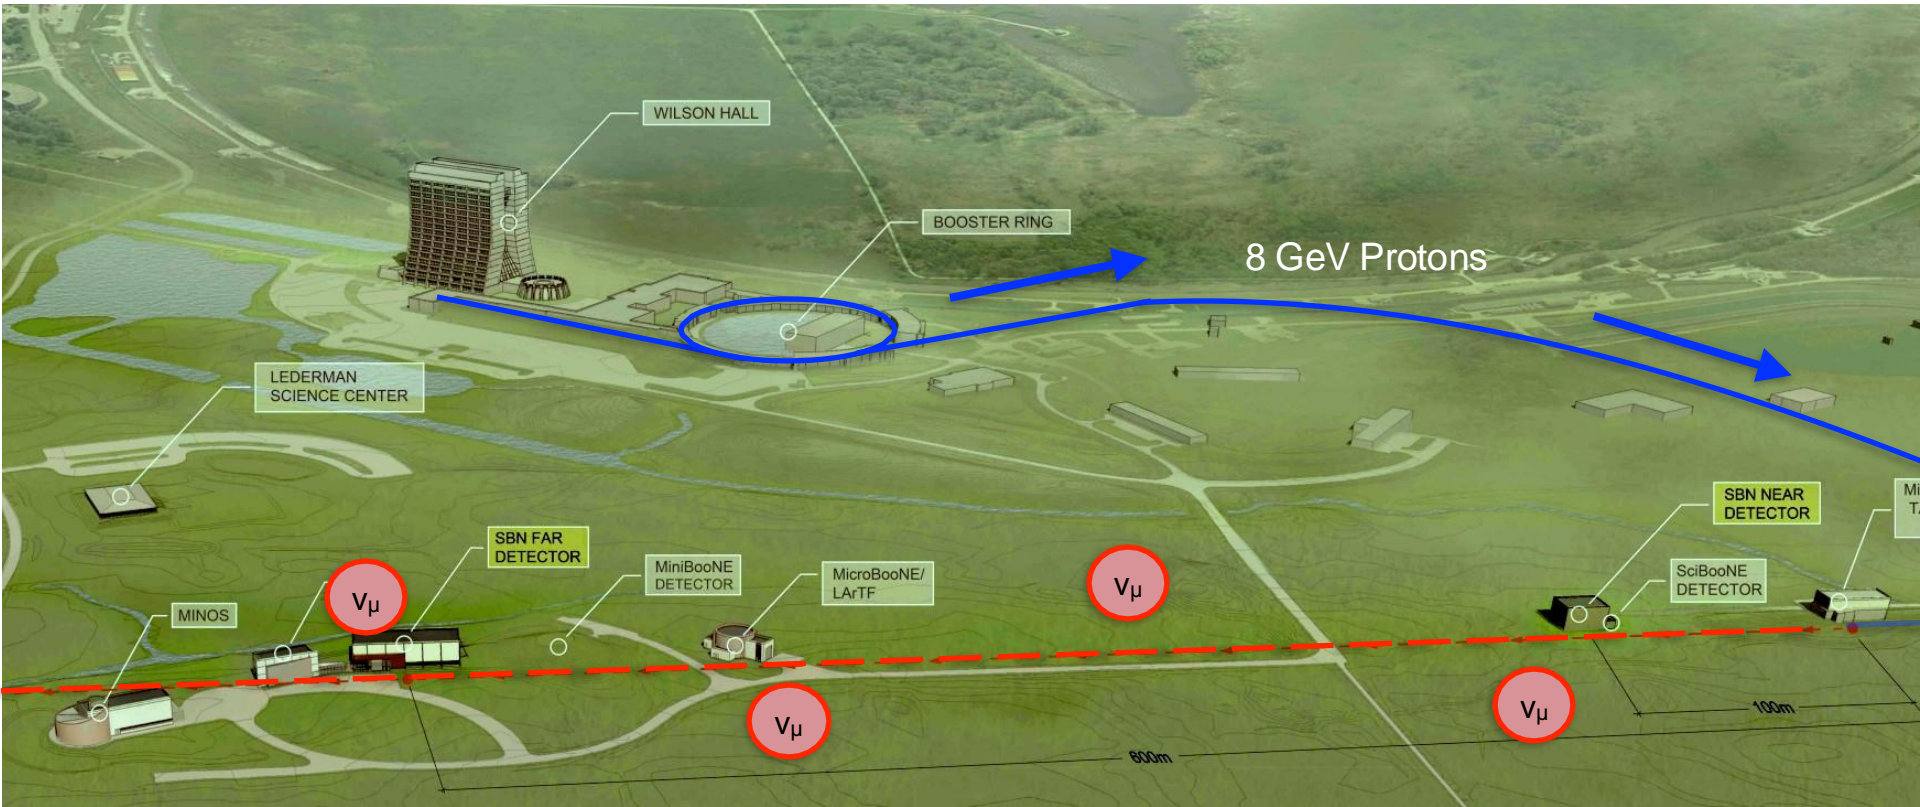 WILSON HALL
BOOSTER RING
8 GeV Protons
LEDERMAN
SCIENCE CENTER
SBN NEAR
DETECTOR
SBN FAR
DETECTOR
MiniBooNE
DETECTOR
MicroBooNE/
LArTF
SciBooNE
DETECTOR
MINOS
νμ
νμ
νμ
νμ
100m
600m